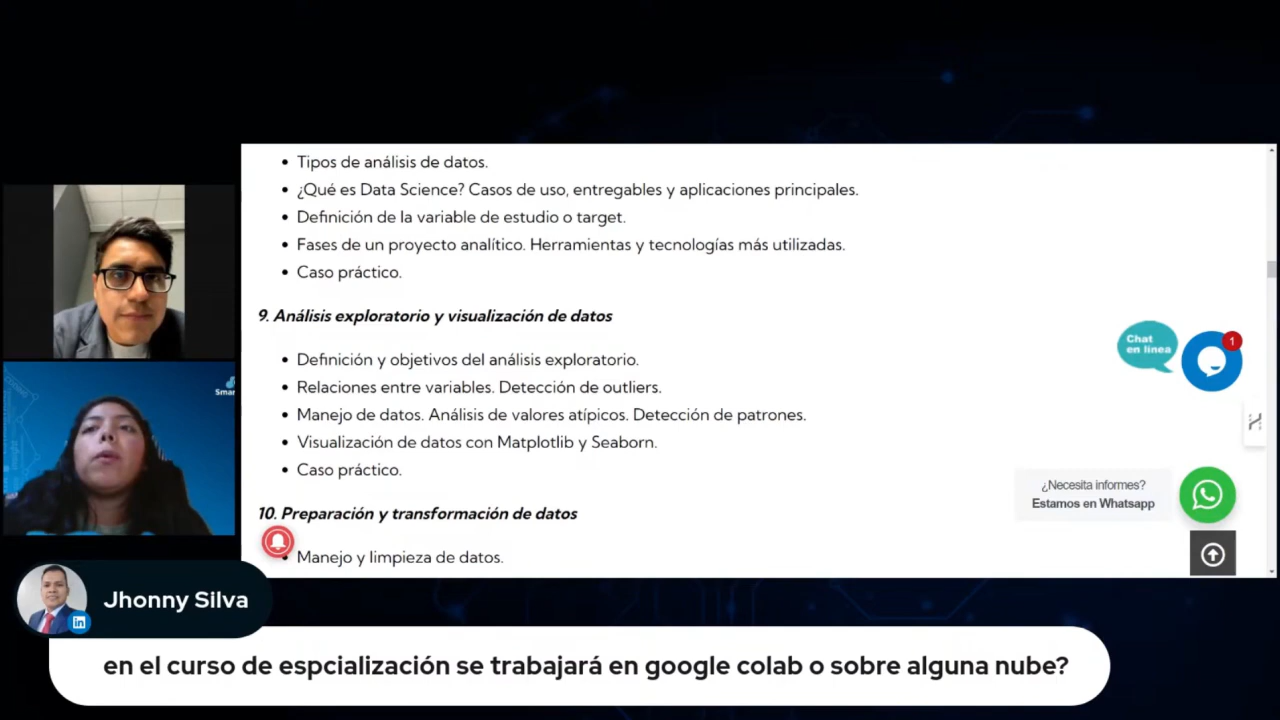 Tipos de análisis de datos.
¿Qué es Data Science? Casos de uso, entregables y aplicaciones principales.
Definición de la variable de estudio o target.
Fases de un proyecto analítico. Herramientas y tecnologías más utilizadas.
Caso práctico.
9. Análisis exploratorio y visualización de datos
Definición y objetivos del análisis exploratorio.
Relaciones entre variables. Detección de outliers.
Manejo de datos. Análisis de valores atípicos. Detección de patrones.
Visualización de datos con Matplotlib y Seaborn.
Caso práctico.
10. Preparación y transformación de datos
Manejo y limpieza de datos.
Chat
en línea
1
¿Necesita informes?
Estamos en Whatsapp
Smar
Jhonny Silva
in
en el curso de espcialización se trabajará en google colab o sobre alguna nube?